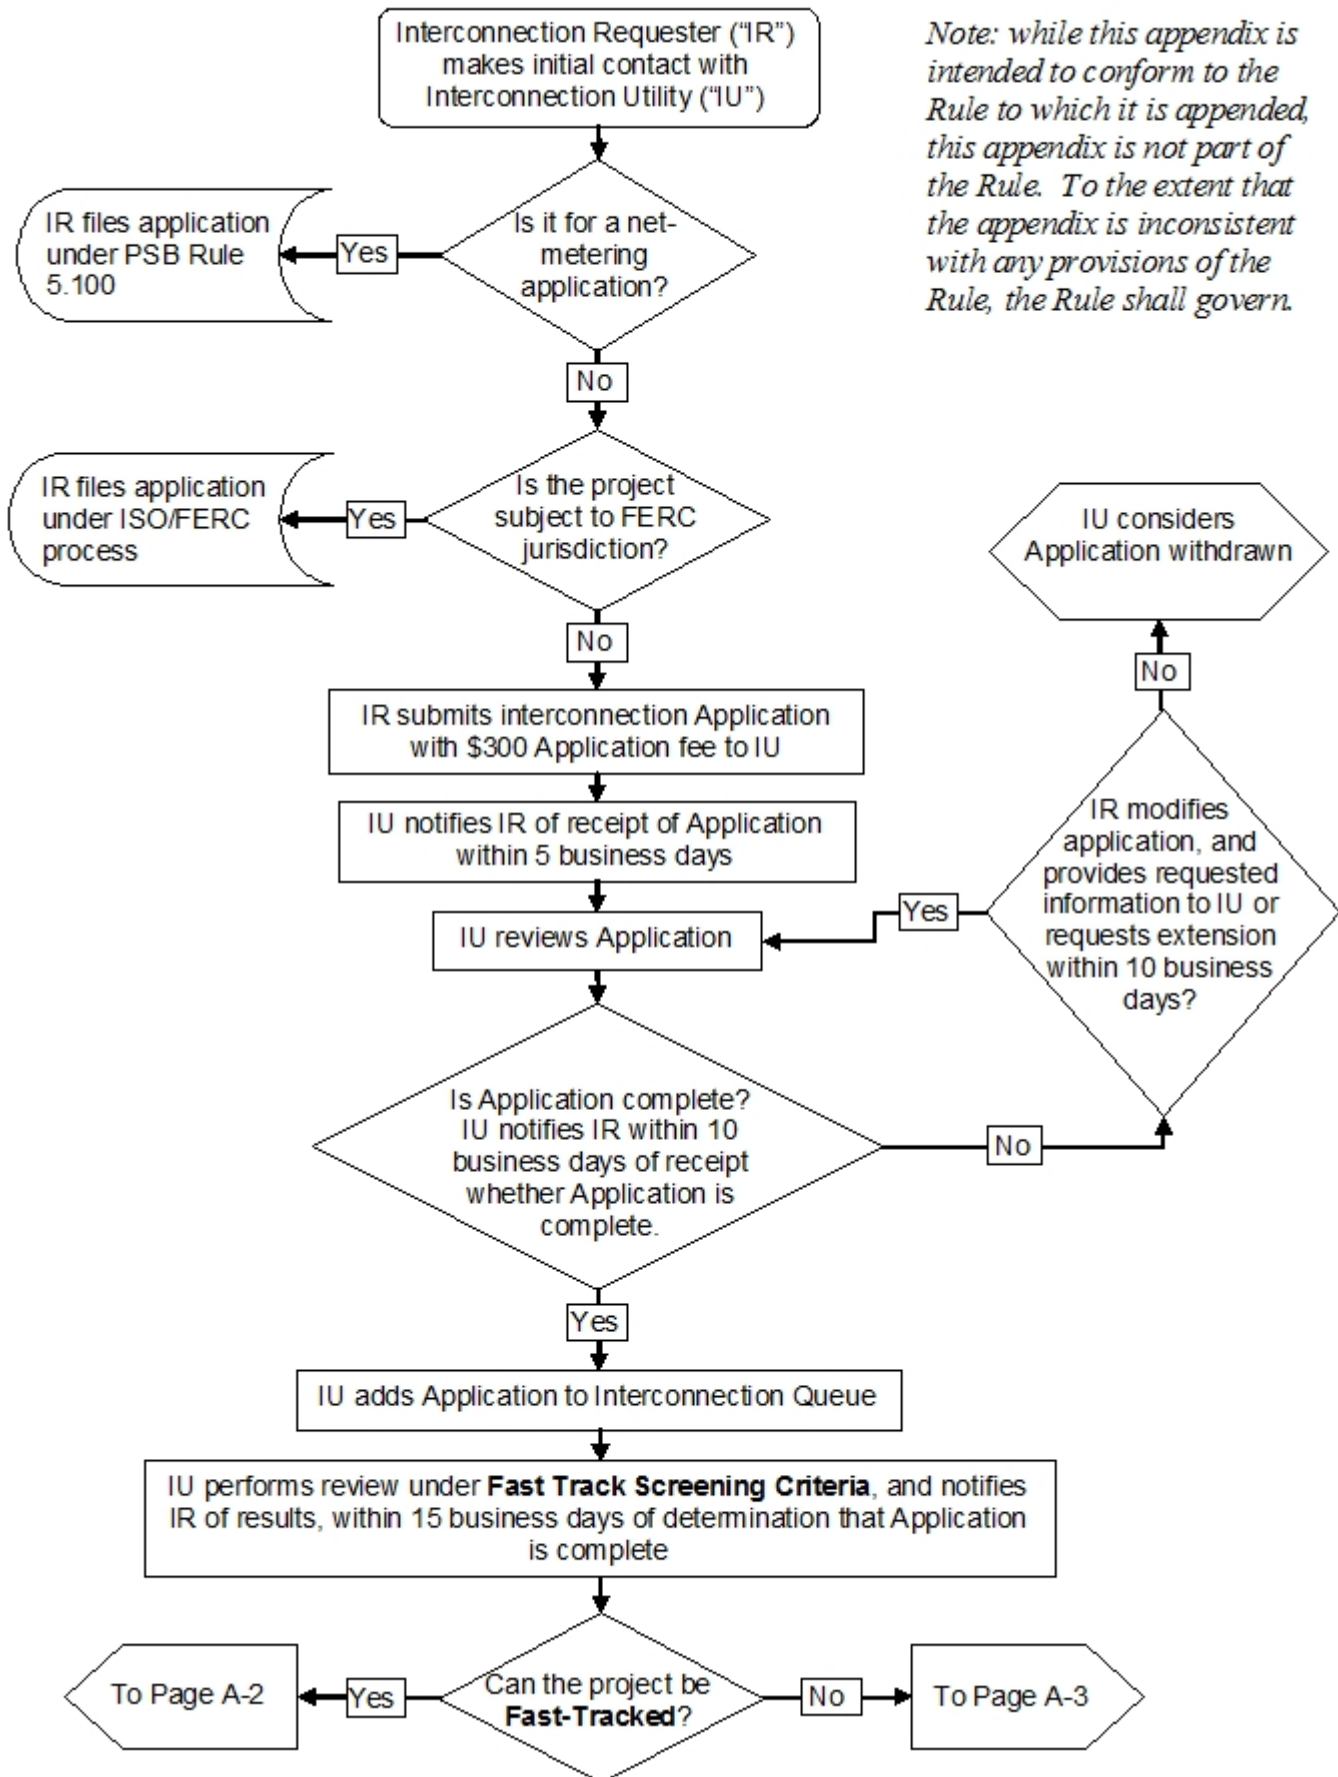 Interconnection Requester ("IR")
makes initial contact with
Interconnection Utility ("IU")
Note: while this appendix is
intended to conform to the
Rule to which it is appended,
this appendix is not part of
the Rule. To the extent that
the appendix is inconsistent
with any provisions of the
Rule, the Rule shall govern.
Is it for a net-
metering
application?
Yes
IR files application
under PSB Rule
5.100
No
Is the project
subject to FERC
jurisdiction?
Yes
IR files application
under ISO/FERC
process
No
IR submits interconnection Application
with $300 Application fee to IU
IU notifies IR of receipt of Application
within 5 business days
IU reviews Application
Is Application complete?
IU notifies IR within 10
business days of receipt
whether Application is
complete.
No
IR modifies
application, and
provides requested
information to IU or
requests extension
within 10 business
days?
Yes
No
IU considers
Application withdrawn
Yes
IU adds Application to Interconnection Queue
IU performs review under Fast Track Screening Criteria, and notifies
IR of results, within 15 business days of determination that Application
is complete
Can the project be
Fast-Tracked?
Yes
To Page A-2
No
To Page A-3